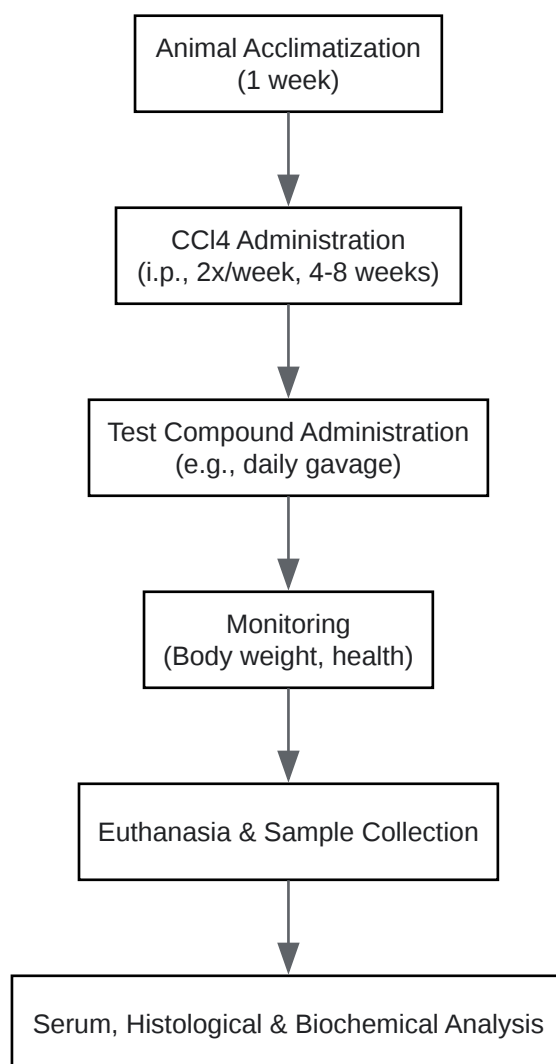 Animal Acclimatization
(1 week)
CCl4 Administration
(i.p., 2x/week, 4-8 weeks)
Test Compound Administration
(e.g., daily gavage)
Monitoring
(Body weight, health)
Euthanasia & Sample Collection
Serum, Histological & Biochemical Analysis